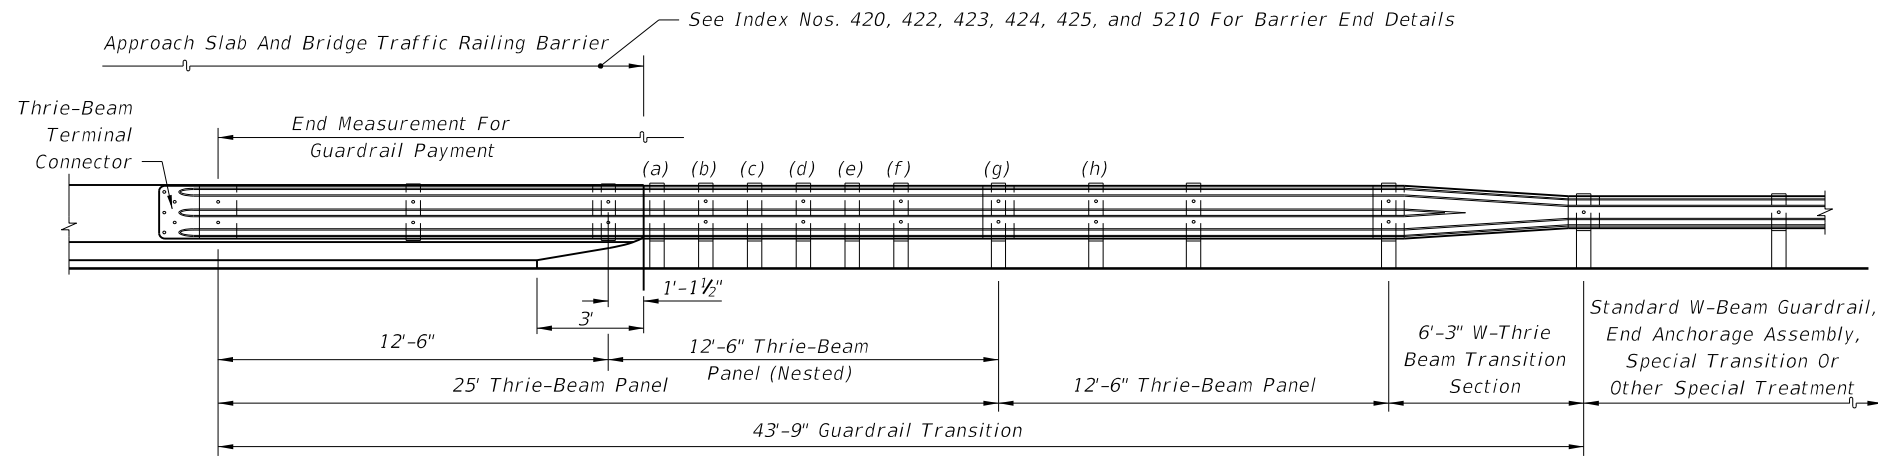 See Index Nos. 420, 422, 423, 424, 425, and 5210 For Barrier End Details
Approach Slab And Bridge Traffic Railing Barrier
Thrie-Beam
Terminal
Connector
End Measurement For
Guardrail Payment
(a) (b) (c) (d) (e) (f) (g) (h)
1'-1½"
3'
12'-6"
12'-6" Thrie-Beam
Panel (Nested)
25' Thrie-Beam Panel
12'-6" Thrie-Beam Panel
6'-3" W-Thrie
Beam Transition
Section
Standard W-Beam Guardrail,
End Anchorage Assembly,
Special Transition Or
Other Special Treatment
43'-9" Guardrail Transition